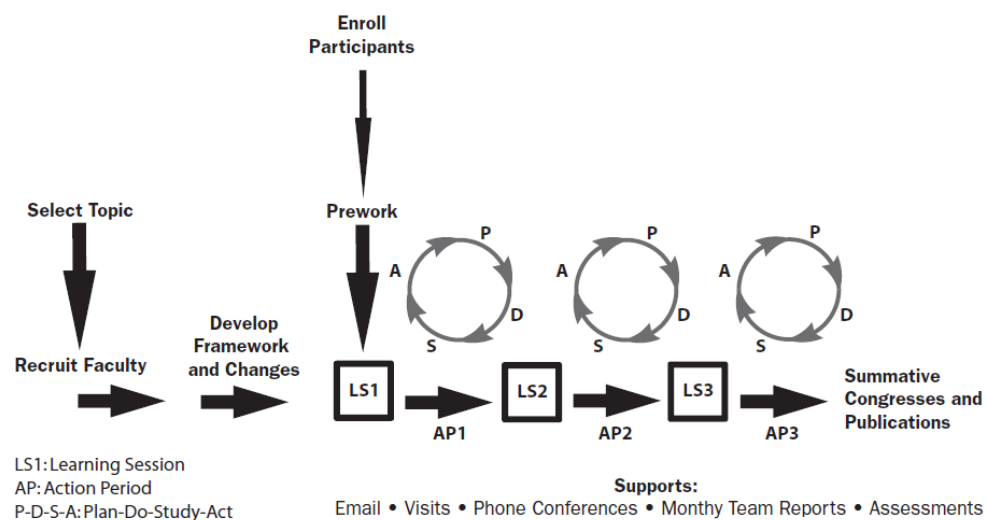 Enroll
Participants
Select Topic
Prework
P
A
D
S
P
A
D
S
P
A
D
S
Recruit Faculty
Develop
Framework
and Changes
LS1
AP1
LS2
AP2
LS3
AP3
Summative
Congresses and
Publications
LS1: Learning Session
AP: Action Period
P-D-S-A: Plan-Do-Study-Act
Supports:
Email • Visits • Phone Conferences • Monthy Team Reports • Assessments